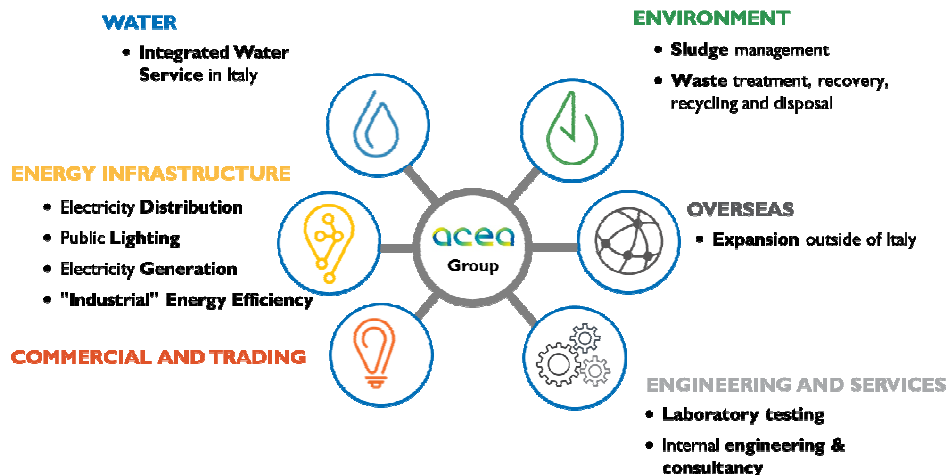 WATER
• Integrated Water
Service in Italy
ENVIRONMENT
• Sludge management
• Waste treatment, recovery,
recycling and disposal
ENERGY INFRASTRUCTURE
• Electricity Distribution
• Public Lighting
• Electricity Generation
• "Industrial" Energy Efficiency
acea
Group
OVERSEAS
• Expansion outside of Italy
COMMERCIAL AND TRADING
ENGINEERING AND SERVICES
• Laboratory testing
• Internal engineering &
consultancy